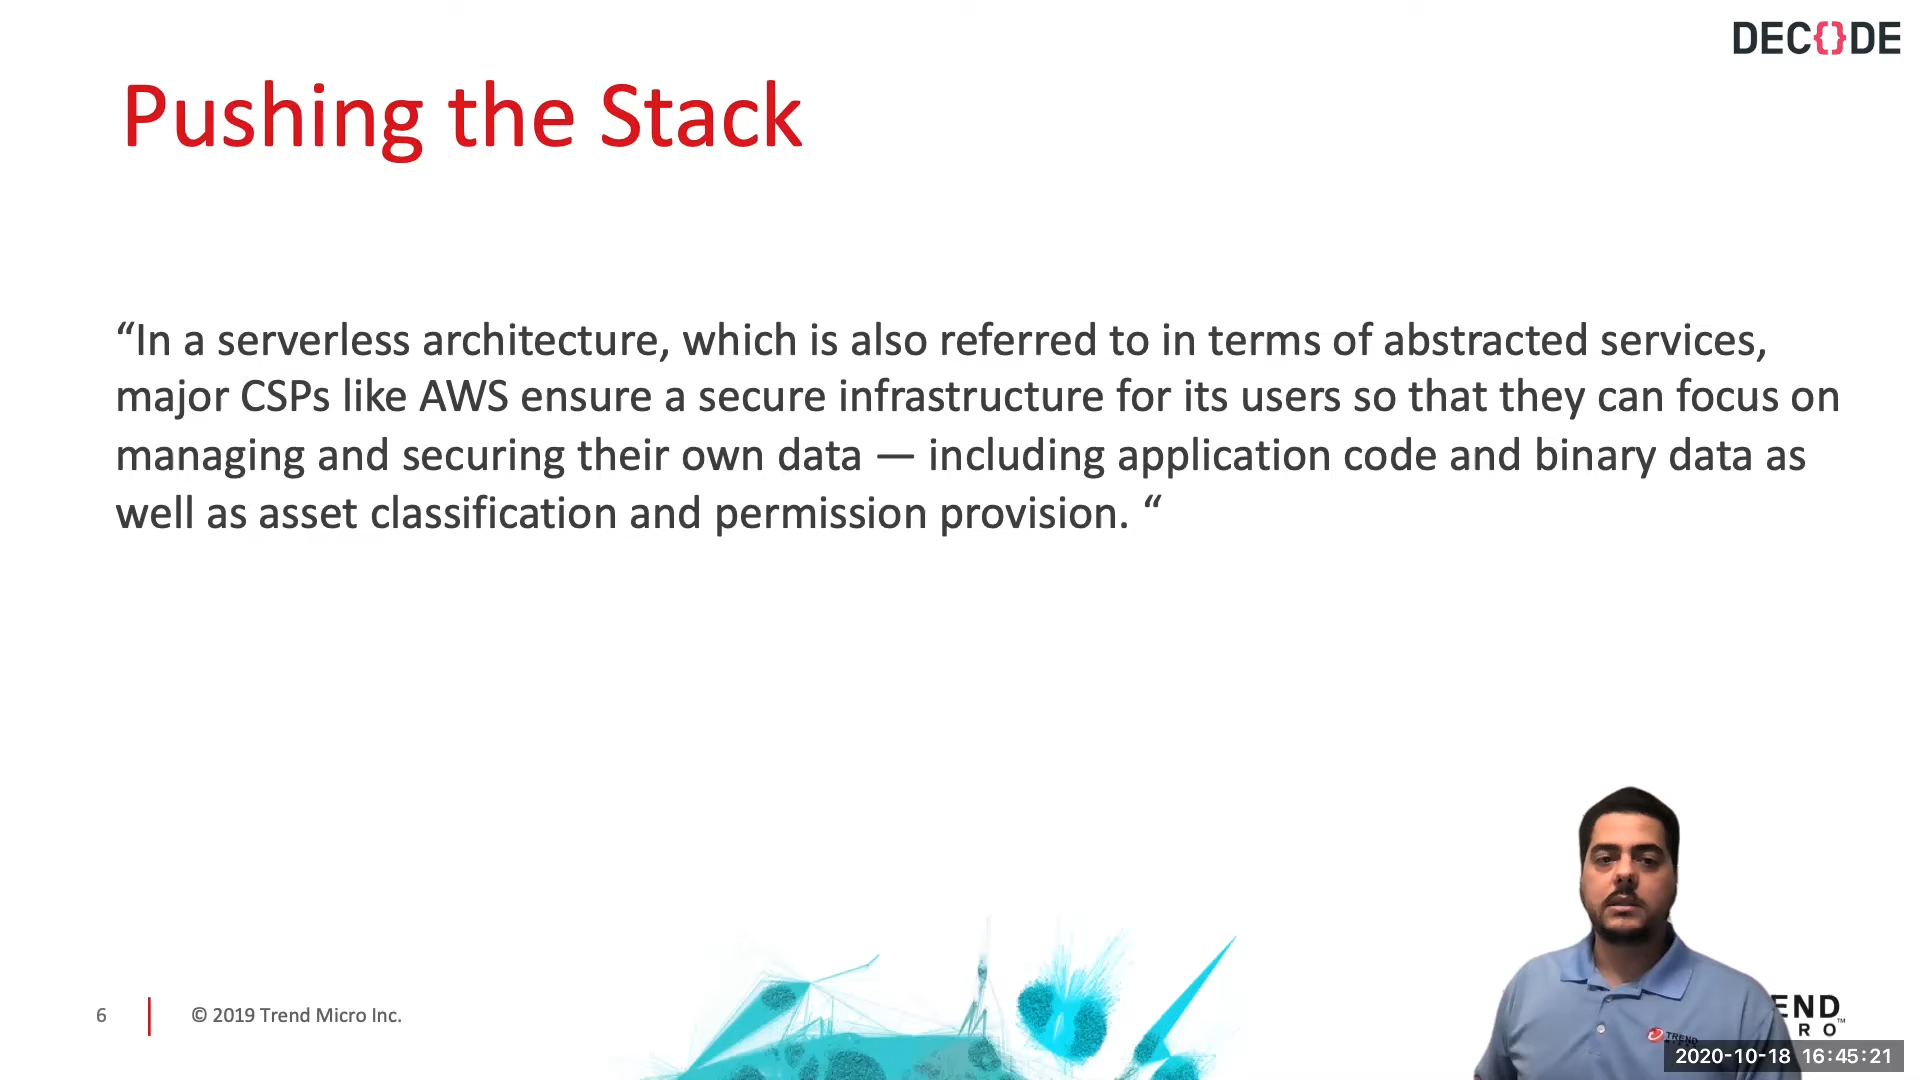 DEC{}DE
Pushing the Stack
“In a serverless architecture, which is also referred to in terms of abstracted services,
major CSPs like AWS ensure a secure infrastructure for its users so that they can focus on
managing and securing their own data — including application code and binary data as
well as asset classification and permission provision. “
6
© 2019 Trend Micro Inc.
END™
RO
TREND
2020-10-18 16:45:21